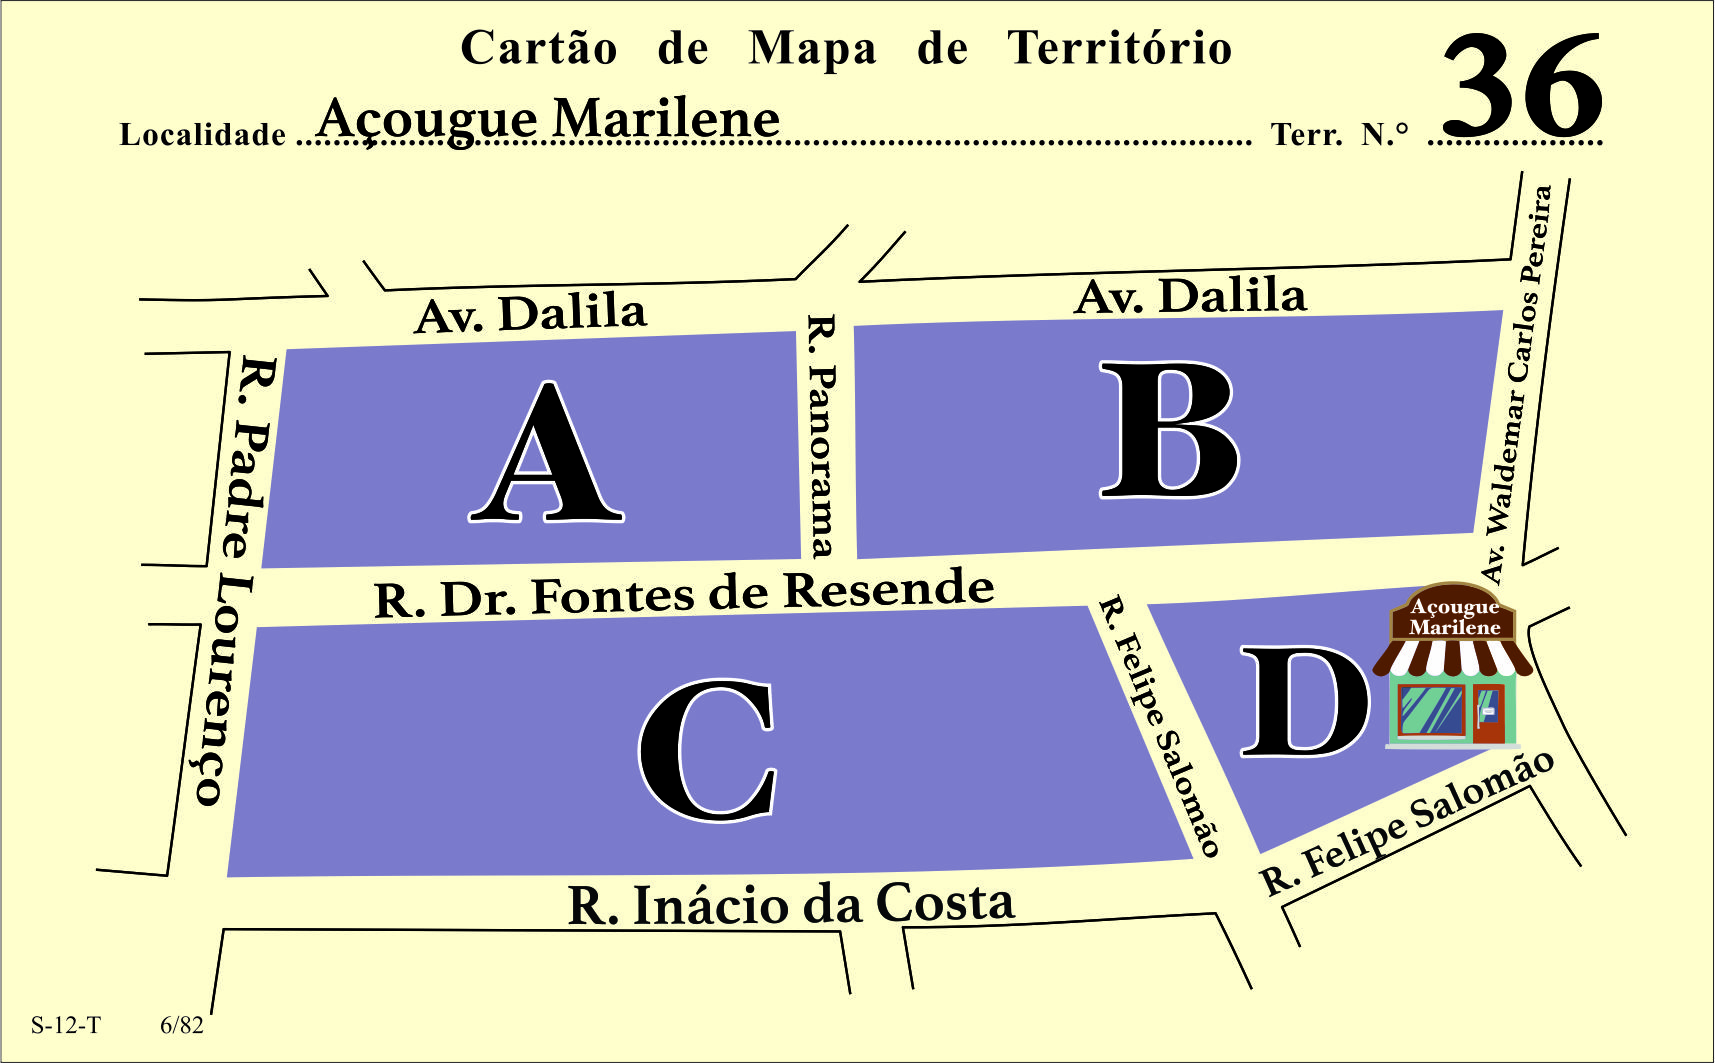 Cartão de Mapa de Território
36
Localidade Açougue Marilene Terr. N.°
Av. Waldemar Carlos Pereira
Av. Dalila
Av. Dalila
R. Panorama
R. Padre Lourenço
A
B
R. Dr. Fontes de Resende
R. Felipe Salomão
Açougue
Marilene
C
D
R. Felipe Salomão
R. Inácio da Costa
S-12-T 6/82